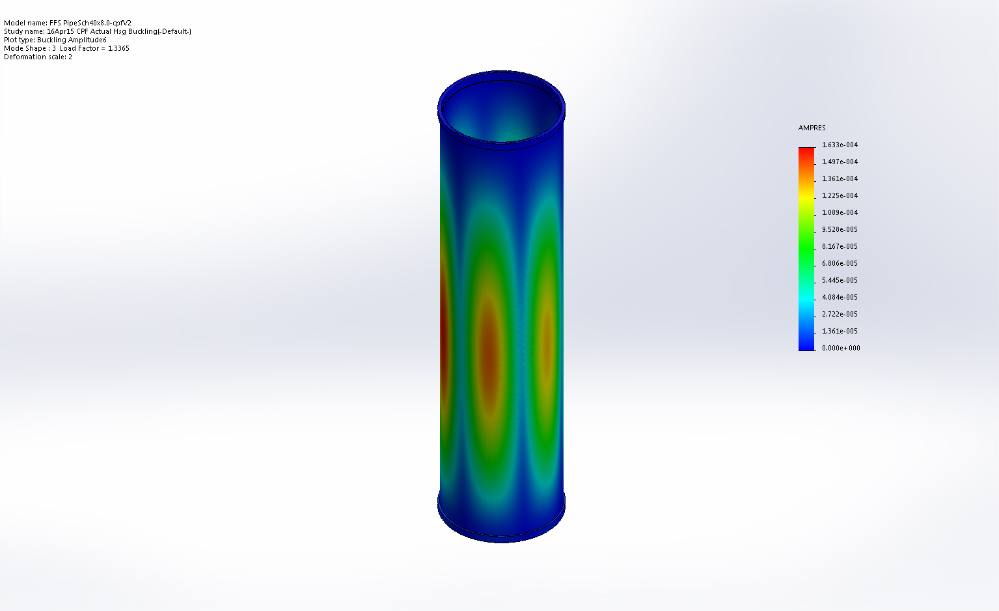 Model name: FFS PipeSch40x8.0-cpfV2
Study name: 16Apr15 CPF Actual Hsg Buckling(-Default-)
Plot type: Buckling Amplitude6
Mode Shape : 3  Load Factor = 1.3365
Deformation scale: 2
AMPRES
1.633e-004
1.497e-004
1.361e-004
1.225e-004
1.089e-004
9.528e-005
8.167e-005
6.806e-005
5.445e-005
4.084e-005
2.722e-005
1.361e-005
0.000e+000